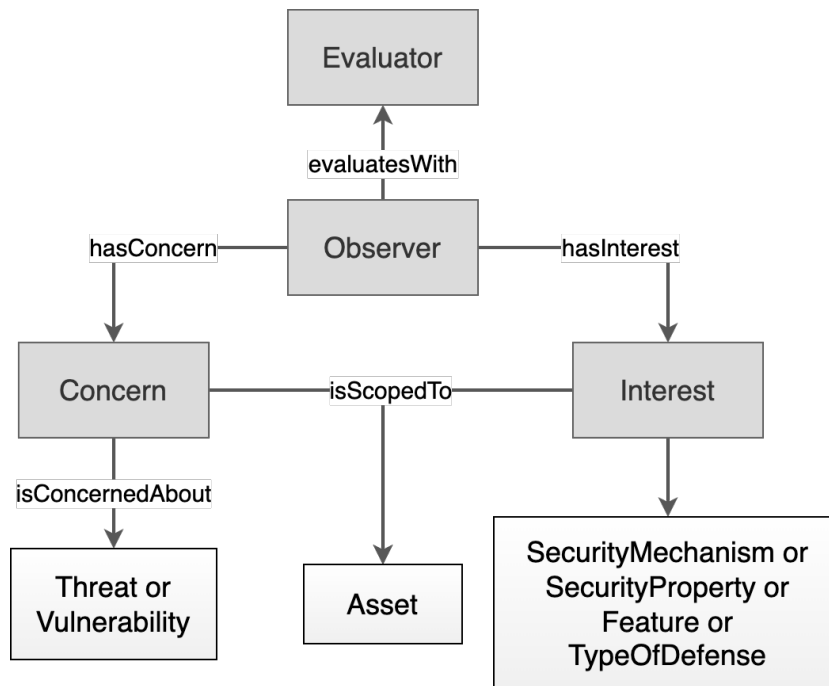 Evaluator
evaluatesWith
hasConcern
Observer
hasInterest
Concern
isScopedTo
Interest
isConcernedAbout
Threat or
Vulnerability
Asset
SecurityMechanism or
SecurityProperty or
Feature or
TypeOfDefense